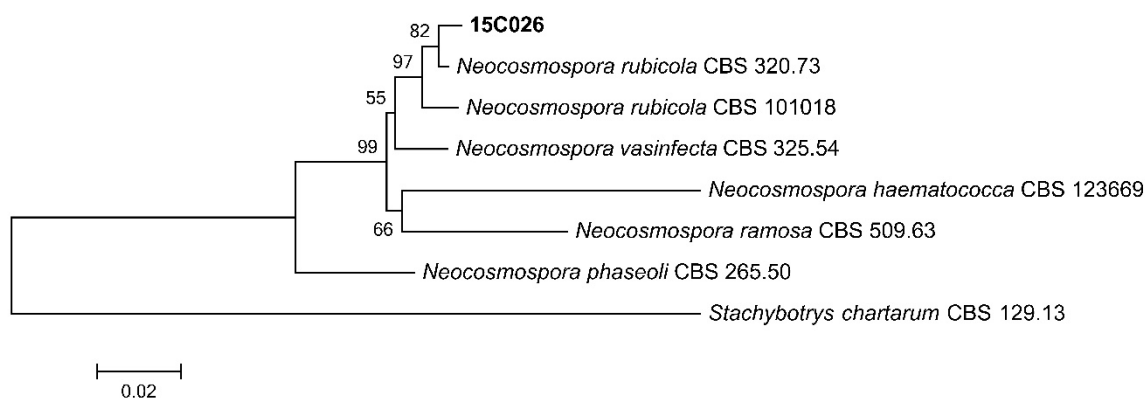 15C026
82
Neocosmospora rubicola CBS 320.73
97
Neocosmospora rubicola CBS 101018
55
Neocosmospora vasinfecta CBS 325.54
99
Neocosmospora haematococca CBS 123669
66
Neocosmospora ramosa CBS 509.63
Neocosmospora phaseoli CBS 265.50
Stachybotrys chartarum CBS 129.13
0.02